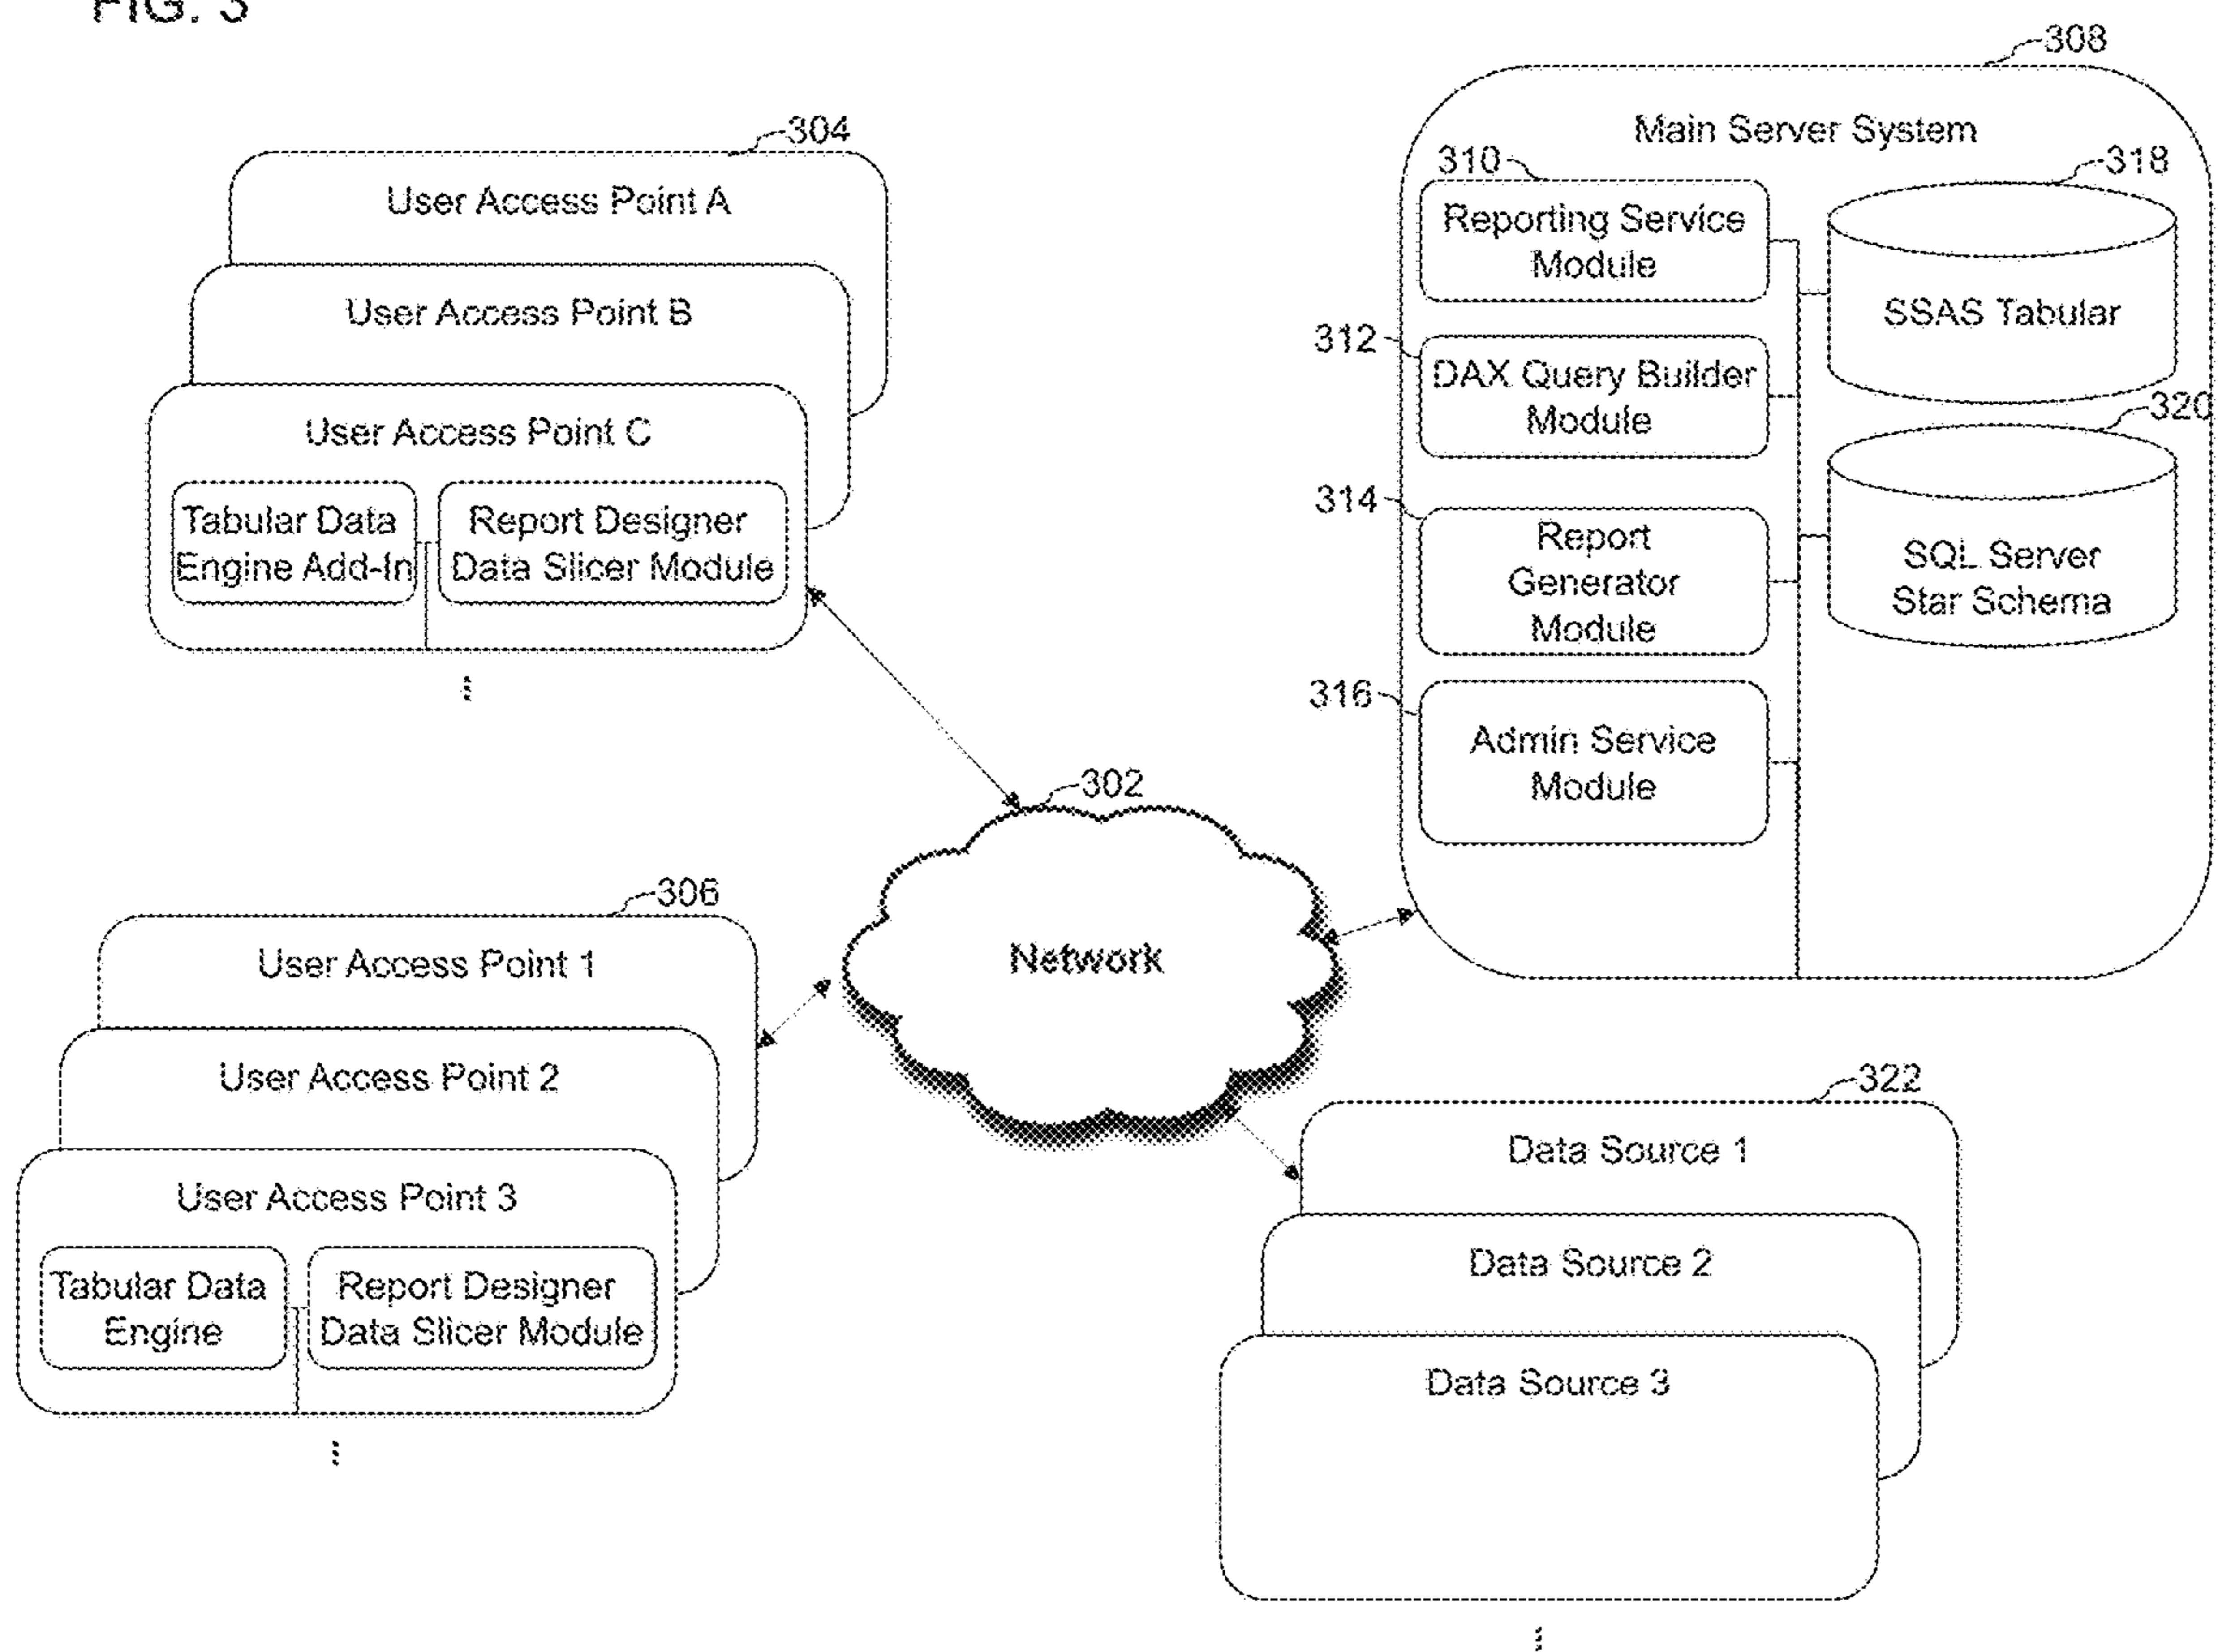 FIG. 3
304
User Access Point A
User Access Point B
User Access Point C
Tabular Data
Engine Add-In
Report Designer
Data Slicer Module
⋮
308
Main Server System
310
Reporting Service
Module
312
DAX Query Builder
Module
314
Report
Generator
Module
316
Admin Service
Module
318
SSAS Tabular
320
SQL Server
Star Schema
302
Network
306
User Access Point 1
User Access Point 2
User Access Point 3
Tabular Data
Engine
Report Designer
Data Slicer Module
⋮
322
Data Source 1
Data Source 2
Data Source 3
⋮